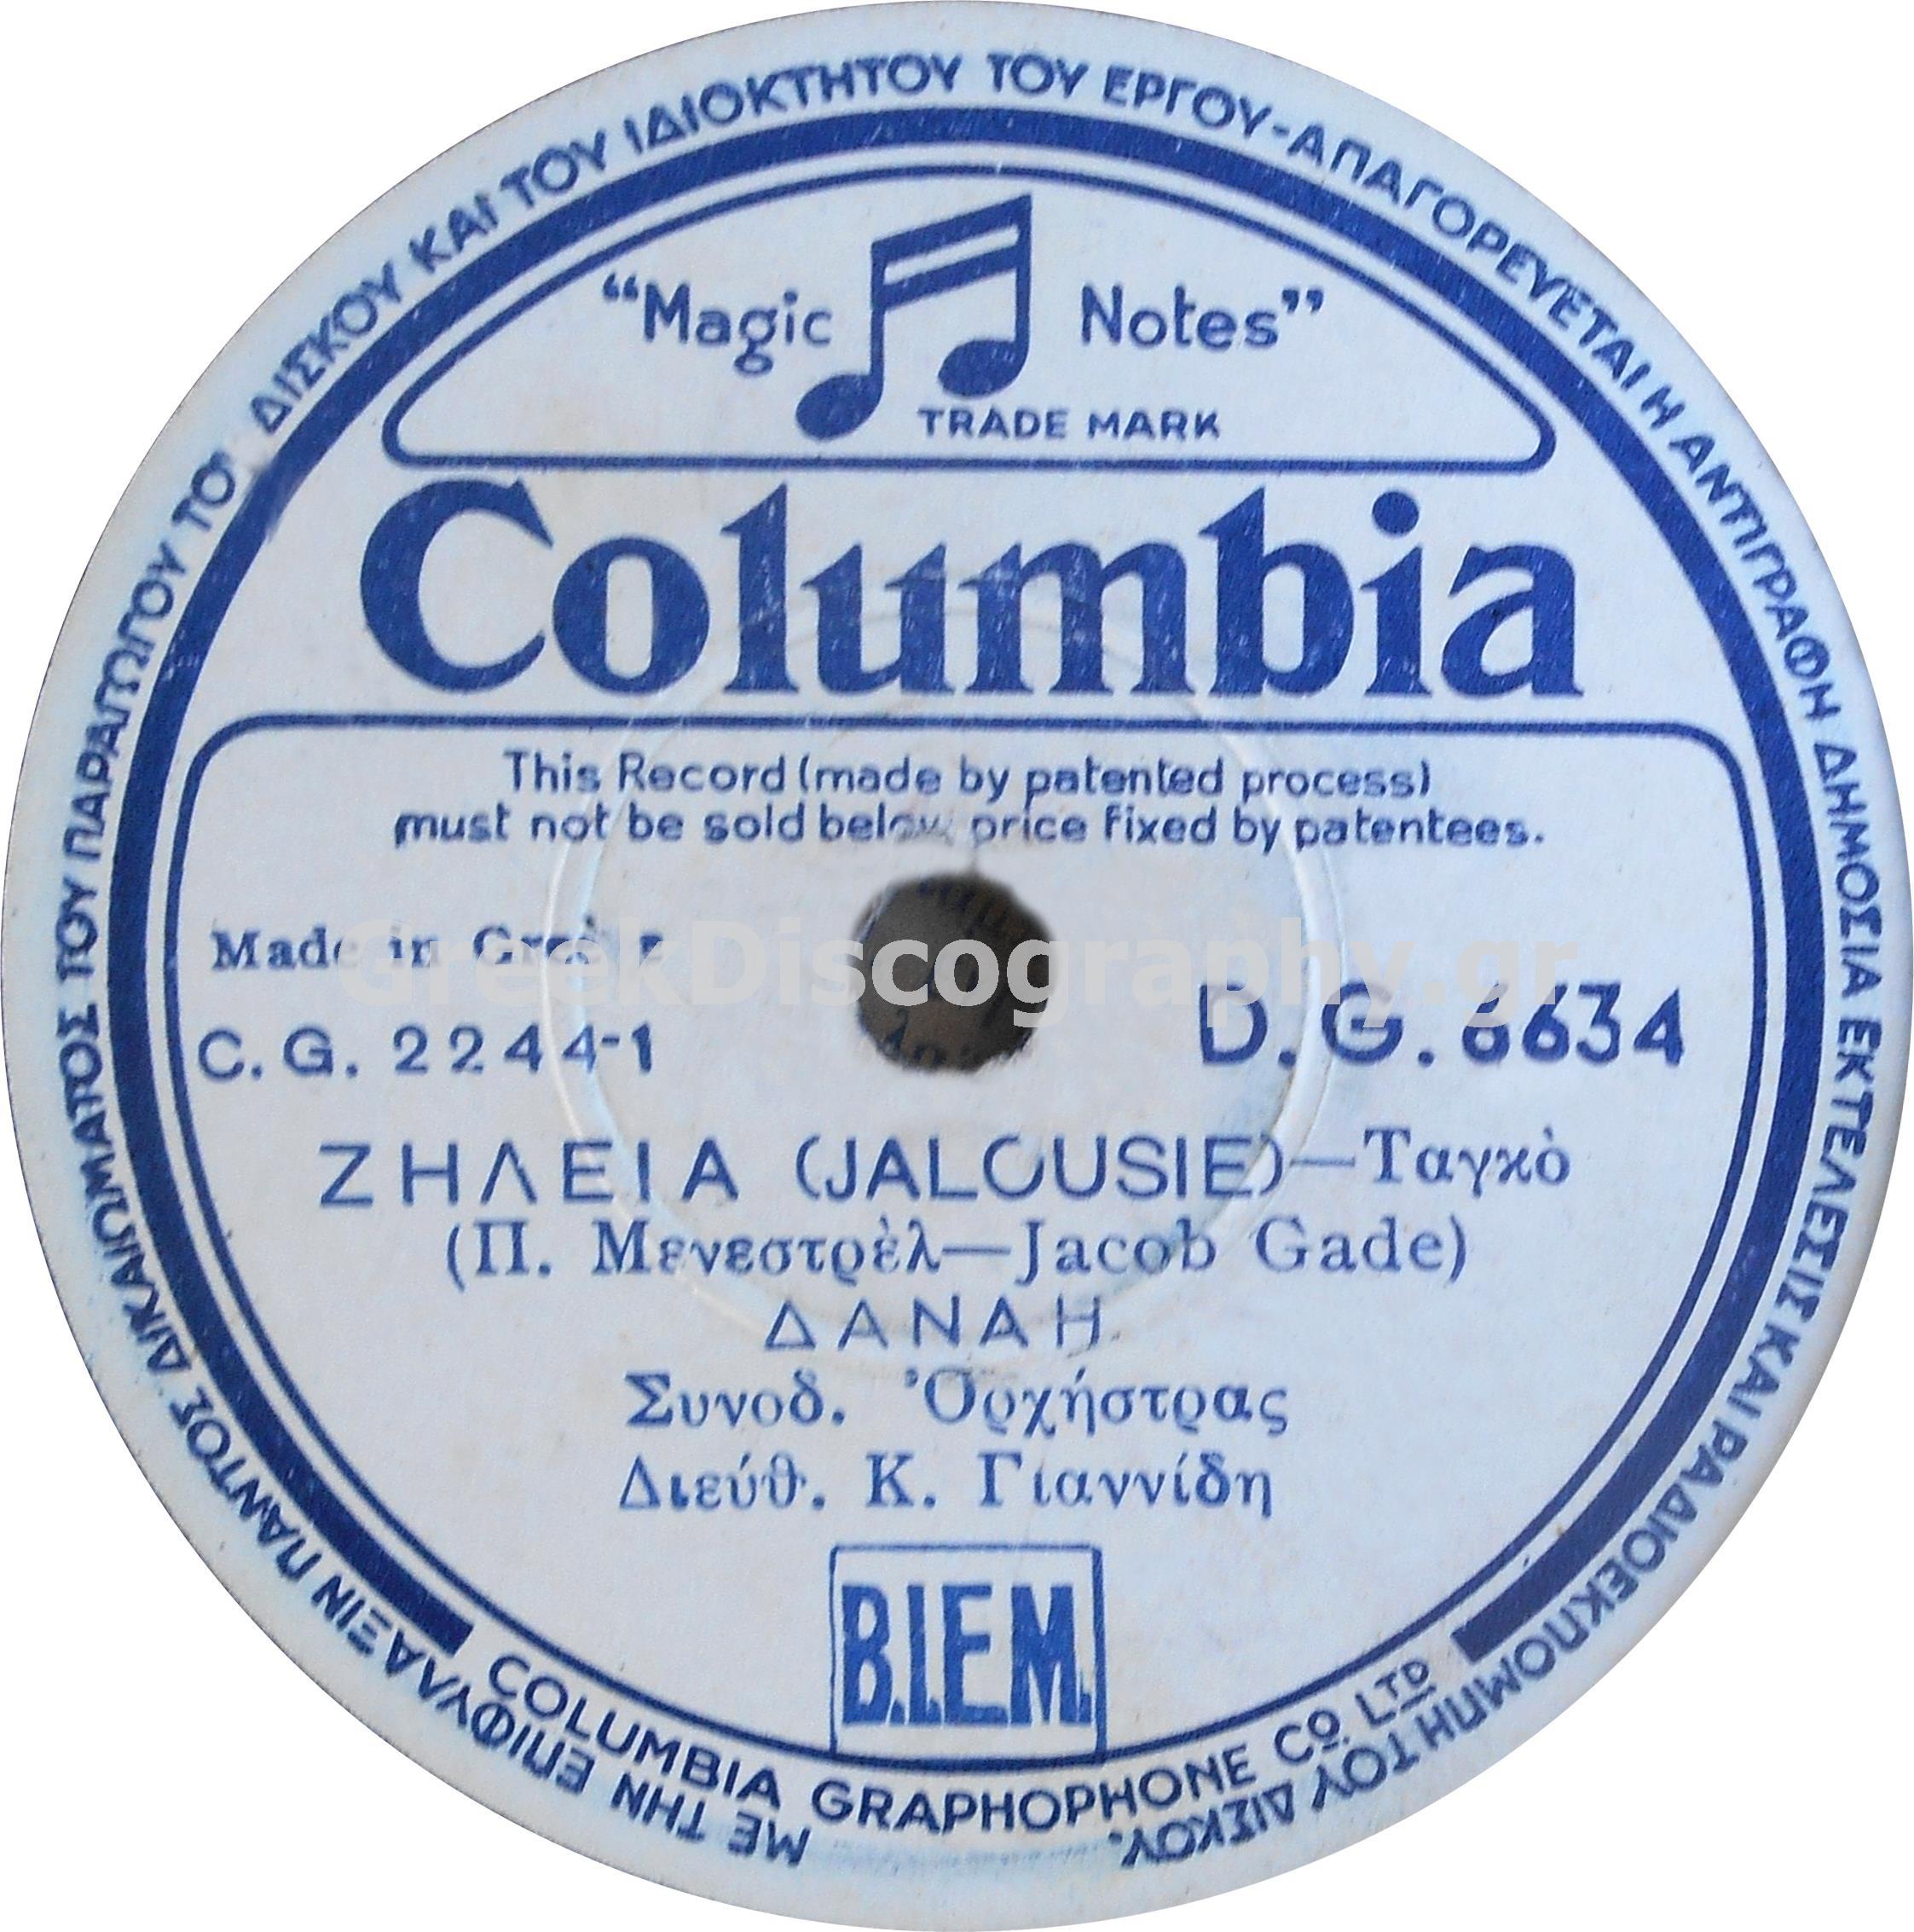 ΜΕ ΤΗΝ ΕΠΙΦΥΛΑΞΙΝ ΠΑΝΤΟΣ ΔΙΚΑΙΩΜΑΤΟΣ ΤΟΥ ΠΑΡΑΓΩΓΟΥ ΤΟΥ ΔΙΣΚΟΥ ΚΑΙ ΤΟΥ ΙΔΙΟΚΤΗΤΟΥ ΤΟΥ ΕΡΓΟΥ-ΑΠΑΓΟΡΕΥΕΤΑΙ Η ΑΝΤΙΓΡΑΦΗ ΔΗΜΟΣΙΑ ΕΚΤΕΛΕΣΙΣ ΚΑΙ ΡΑΔΙΟΕΚΠΟΜΠΗ ΤΟΥ ΔΙΣΚΟΥ.
“Magic Notes”
TRADE MARK
Columbia
This Record (made by patented process)
must not be sold below price fixed by patentees.
Made in
GreekDiscography.gr
C. G. 2244-1
D. G. 6634
ΖΗΛΕΙΑ (JALOUSIE)—Ταγκὸ
(Π. Μενεστρὲλ—Jacob Gade)
ΔΑΝΑΗ
Συνοδ. Ὀρχήστρας
Διεύθ. Κ. Γιαννίδη
B.I.E.M.
COLUMBIA GRAPHOPHONE CO. LTD